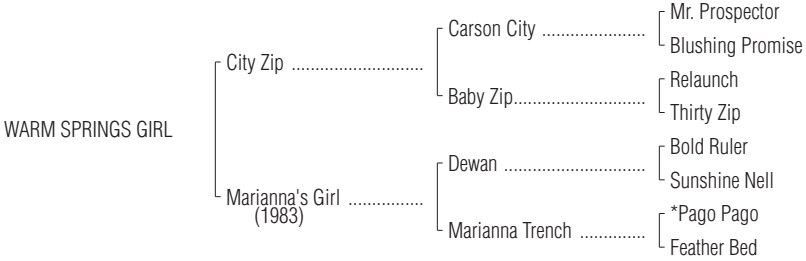 Mr. Prospector
Carson City ......................
Blushing Promise
City Zip ............................
Relaunch
Baby Zip............................
Thirty Zip
WARM SPRINGS GIRL
Bold Ruler
Dewan ..............................
Sunshine Nell
Marianna's Girl ................
(1983)
*Pago Pago
Marianna Trench ..............
Feather Bed